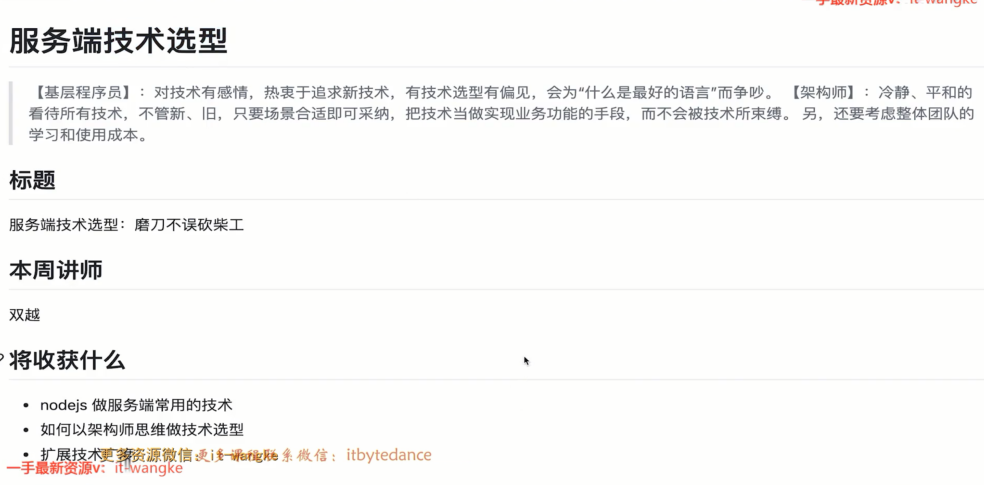 一手最新资源v：it-wangke
服务端技术选型
【基层程序员】：对技术有感情，热衷于追求新技术，有技术选型有偏见，会为“什么是最好的语言”而争吵。 【架构师】：冷静、平和的
看待所有技术，不管新、旧，只要场景合适即可采纳，把技术当做实现业务功能的手段，而不会被技术所束缚。 另，还要考虑整体团队的
学习和使用成本。
标题
服务端技术选型：磨刀不误砍柴工
本周讲师
双越
将收获什么
nodejs 做服务端常用的技术
如何以架构师思维做技术选型
扩展技术广 更多资源微信：it-wangke 系微信：itbytedance
一手最新资源v：it-wangke